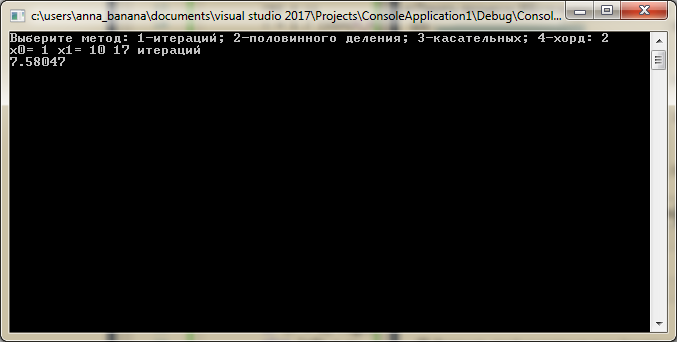 c:\users\anna_banana\documents\visual studio 2017\Projects\ConsoleApplication1\Debug\Consol...
Выберите метод: 1-итераций; 2-половинного деления; 3-касательных; 4-хорд: 2
x0= 1 x1= 10 17 итераций
7.58047